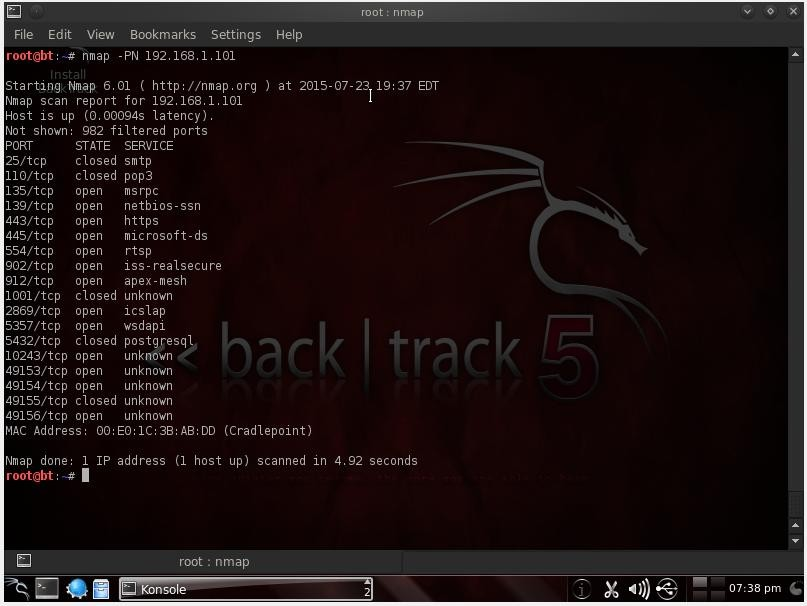 root : nmap
File Edit View Bookmarks Settings Help
root@bt:~# nmap -PN 192.168.1.101
Install
Starting Nmap 6.01 ( http://nmap.org ) at 2015-07-23 19:37 EDT
Nmap scan report for 192.168.1.101
Host is up (0.00094s latency).
Not shown: 982 filtered ports
PORT STATE SERVICE
25/tcp closed smtp
110/tcp closed pop3
135/tcp open msrpc
139/tcp open netbios-ssn
443/tcp open https
445/tcp open microsoft-ds
554/tcp open rtsp
902/tcp open iss-realsecure
912/tcp open apex-mesh
1001/tcp closed unknown
2869/tcp open icslap
5357/tcp open wsdapi
5432/tcp closed postgresql
10243/tcp open unknown
49153/tcp open unknown
49154/tcp open unknown
49155/tcp closed unknown
49156/tcp open unknown
<< back | track 5
MAC Address: 00:E0:1C:3B:AB:DD (Cradlepoint)
Nmap done: 1 IP address (1 host up) scanned in 4.92 seconds
root@bt:~#
root : nmap
Konsole 2
07:38 pm